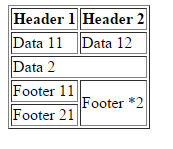 Header 1 Header 2
Data 11 Data 12
Data 2
Footer 11
Footer *2
Footer 21